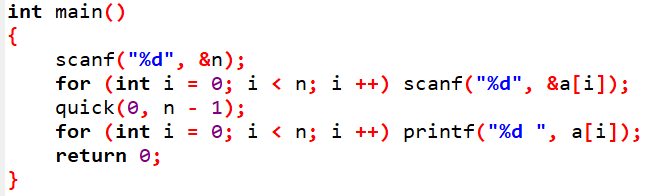 int main()
{
    scanf("%d", &n);
    for (int i = 0; i < n; i ++) scanf("%d", &a[i]);
    quick(0, n - 1);
    for (int i = 0; i < n; i ++) printf("%d ", a[i]);
    return 0;
}